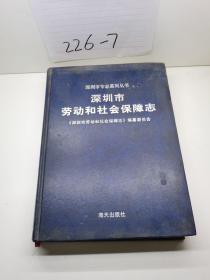 226-7
深圳市专志系列丛书
深圳市
劳动和社会保障志
《深圳市劳动和社会保障志》编纂委员会
海天出版社